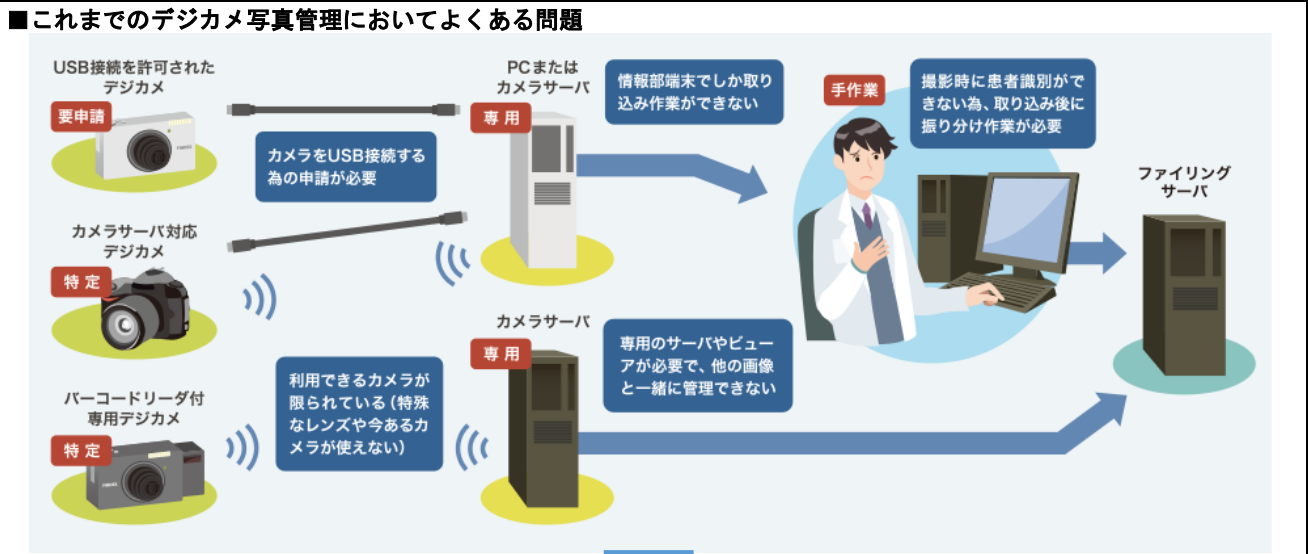 ■これまでのデジカメ写真管理においてよくある問題
USB接続を許可された
デジカメ
要申請
カメラをUSB接続する
為の申請が必要
PCまたは
カメラサーバ
専用
情報部端末でしか取り
込み作業ができない
手作業
撮影時に患者識別がで
きない為、取り込み後に
振り分け作業が必要
ファイリング
サーバ
カメラサーバ対応
デジカメ
特定
カメラサーバ
専用
専用のサーバやビュー
アが必要で、他の画像
と一緒に管理できない
利用できるカメラが
限られている（特殊
なレンズや今あるカ
メラが使えない）
バーコードリーダ付
専用デジカメ
特定